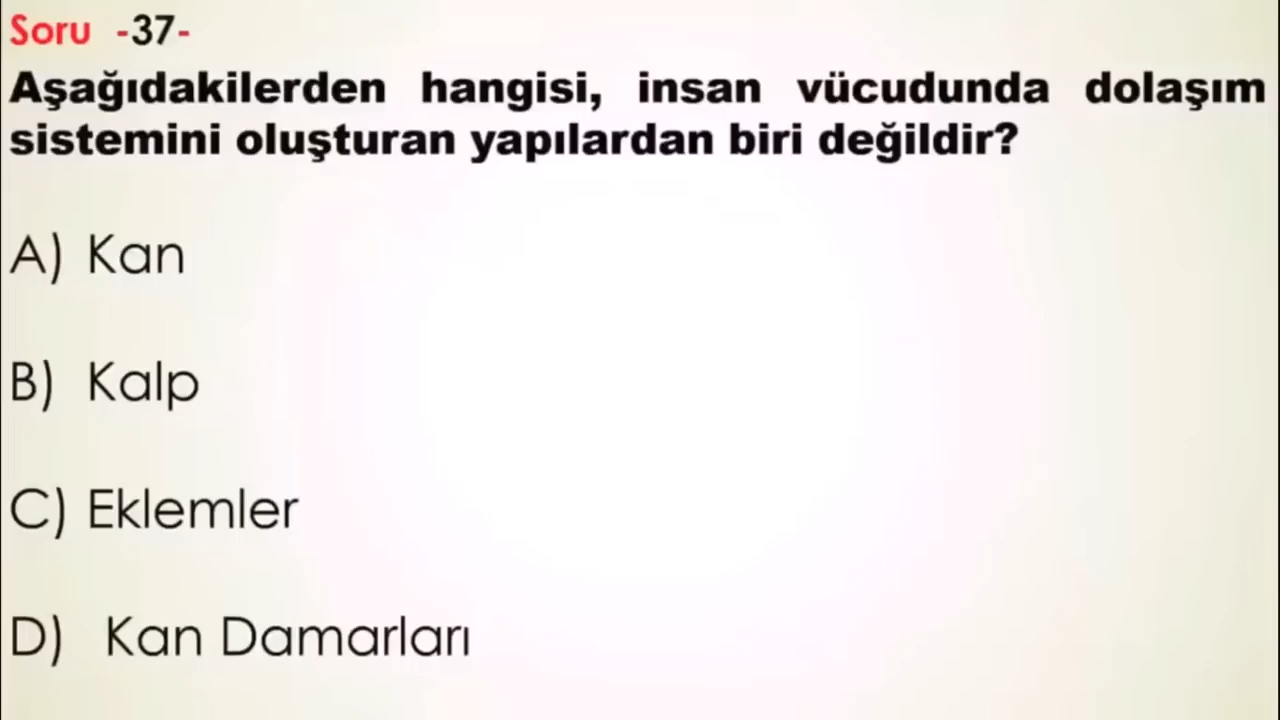 Soru -37-
Aşağıdakilerden hangisi, insan vücudunda dolaşım
sistemini oluşturan yapılardan biri değildir?
A) Kan
B) Kalp
C) Eklemler
D) Kan Damarları